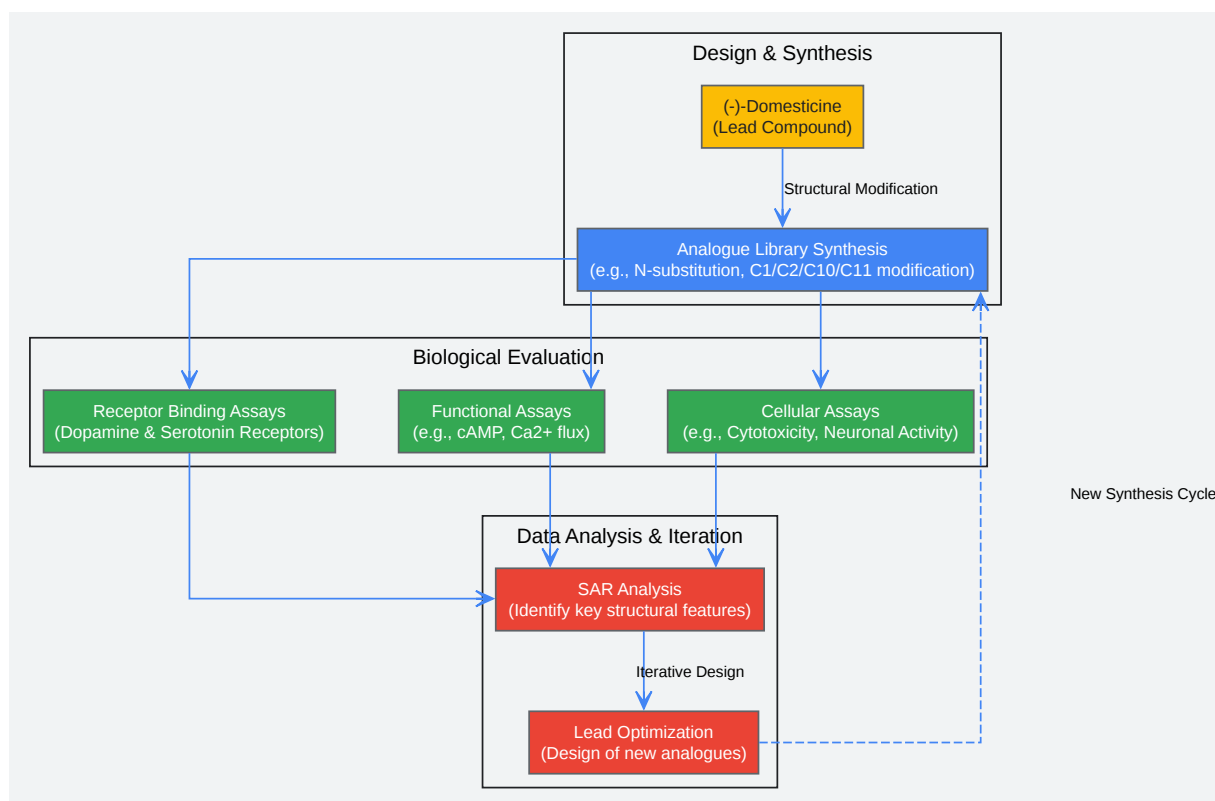 Design & Synthesis
(-)-Domesticine
(Lead Compound)
Structural Modification
Analogue Library Synthesis
(e.g., N-substitution, C1/C2/C10/C11 modification)
Biological Evaluation
Receptor Binding Assays
(Dopamine & Serotonin Receptors)
Functional Assays
(e.g., cAMP, Ca2+ flux)
Cellular Assays
(e.g., Cytotoxicity, Neuronal Activity)
New Synthesis Cycle
Data Analysis & Iteration
SAR Analysis
(Identify key structural features)
Iterative Design
Lead Optimization
(Design of new analogues)